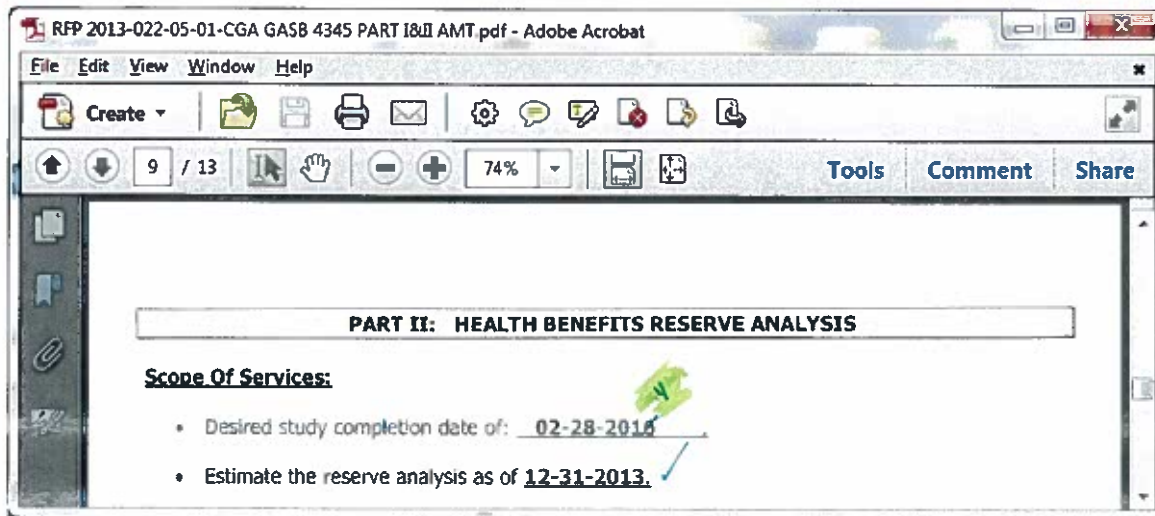 RFP 2013-022-05-01-CGA GASB 4345 PART I&II AMT.pdf - Adobe Acrobat
File Edit View Window Help
Create
9 / 13 74% Tools Comment Share
PART II: HEALTH BENEFITS RESERVE ANALYSIS
Scope Of Services:
4
• Desired study completion date of: 02-28-2013.
• Estimate the reserve analysis as of 12-31-2013.